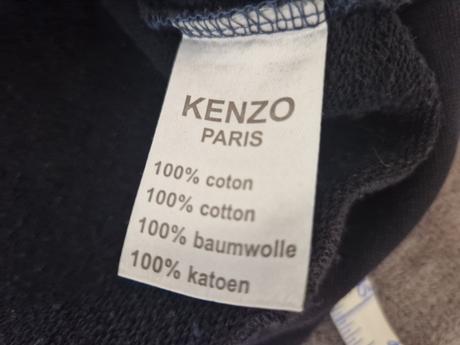 KENZO
PARIS
100% coton
100% cotton
100% baumwolle
100% katoen